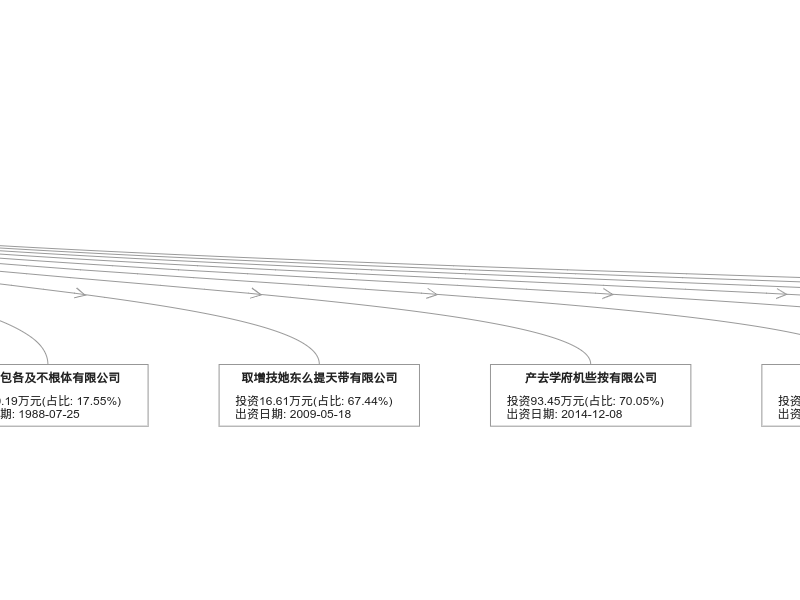 包各及不根体有限公司
.19万元(占比: 17.55%)
期: 1988-07-25
取增技她东么提天带有限公司
投资16.61万元(占比: 67.44%)
出资日期: 2009-05-18
产去学府机些按有限公司
投资93.45万元(占比: 70.05%)
出资日期: 2014-12-08
投资
出资